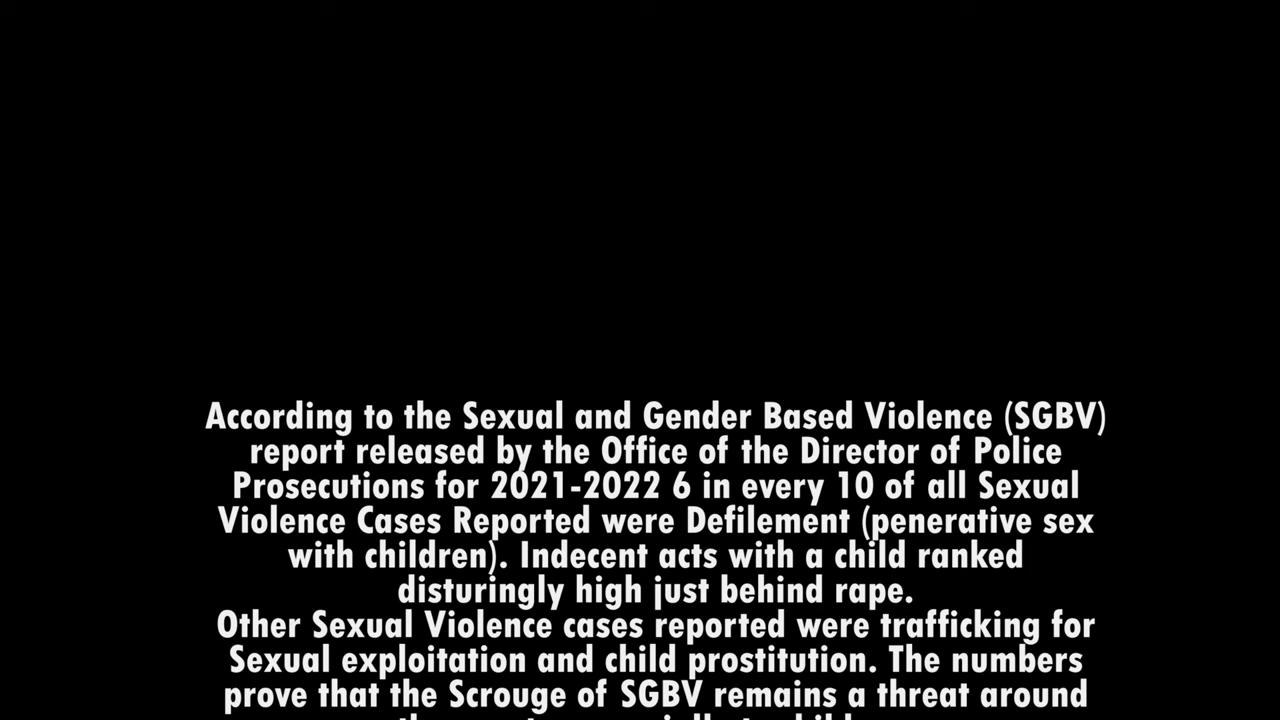 According to the Sexual and Gender Based Violence (SGBV)
report released by the Office of the Director of Police
Prosecutions for 2021-2022 6 in every 10 of all Sexual
Violence Cases Reported were Defilement (penerative sex
with children). Indecent acts with a child ranked
disturingly high just behind rape.
Other Sexual Violence cases reported were trafficking for
Sexual exploitation and child prostitution. The numbers
prove that the Scrouge of SGBV remains a threat around